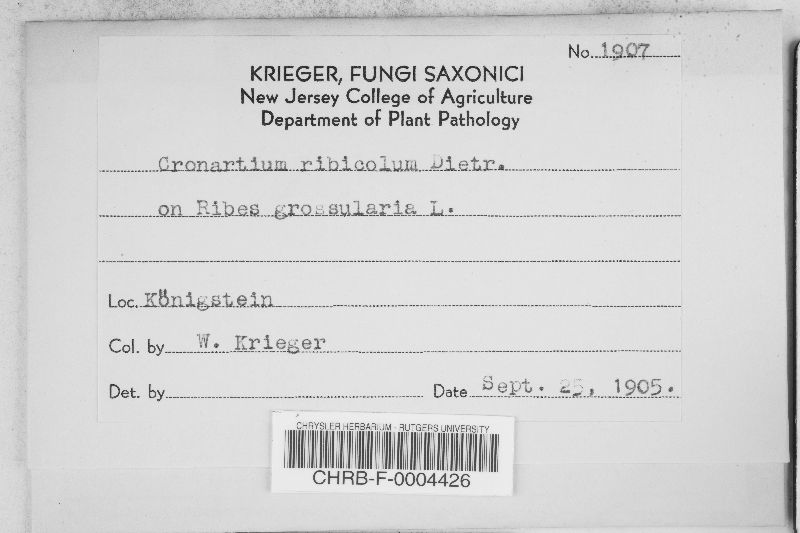 No. 1907
KRIEGER, FUNGI SAXONICI
New Jersey College of Agriculture
Department of Plant Pathology
Cronartium ribicolum Dietr.
on Ribes grossularia L.
Loc. Königstein
Col. by W. Krieger
Det. by
Date Sept. 25, 1905.
CHRYSLER HERBARIUM - RUTGERS UNIVERSITY
CHRB-F-0004426